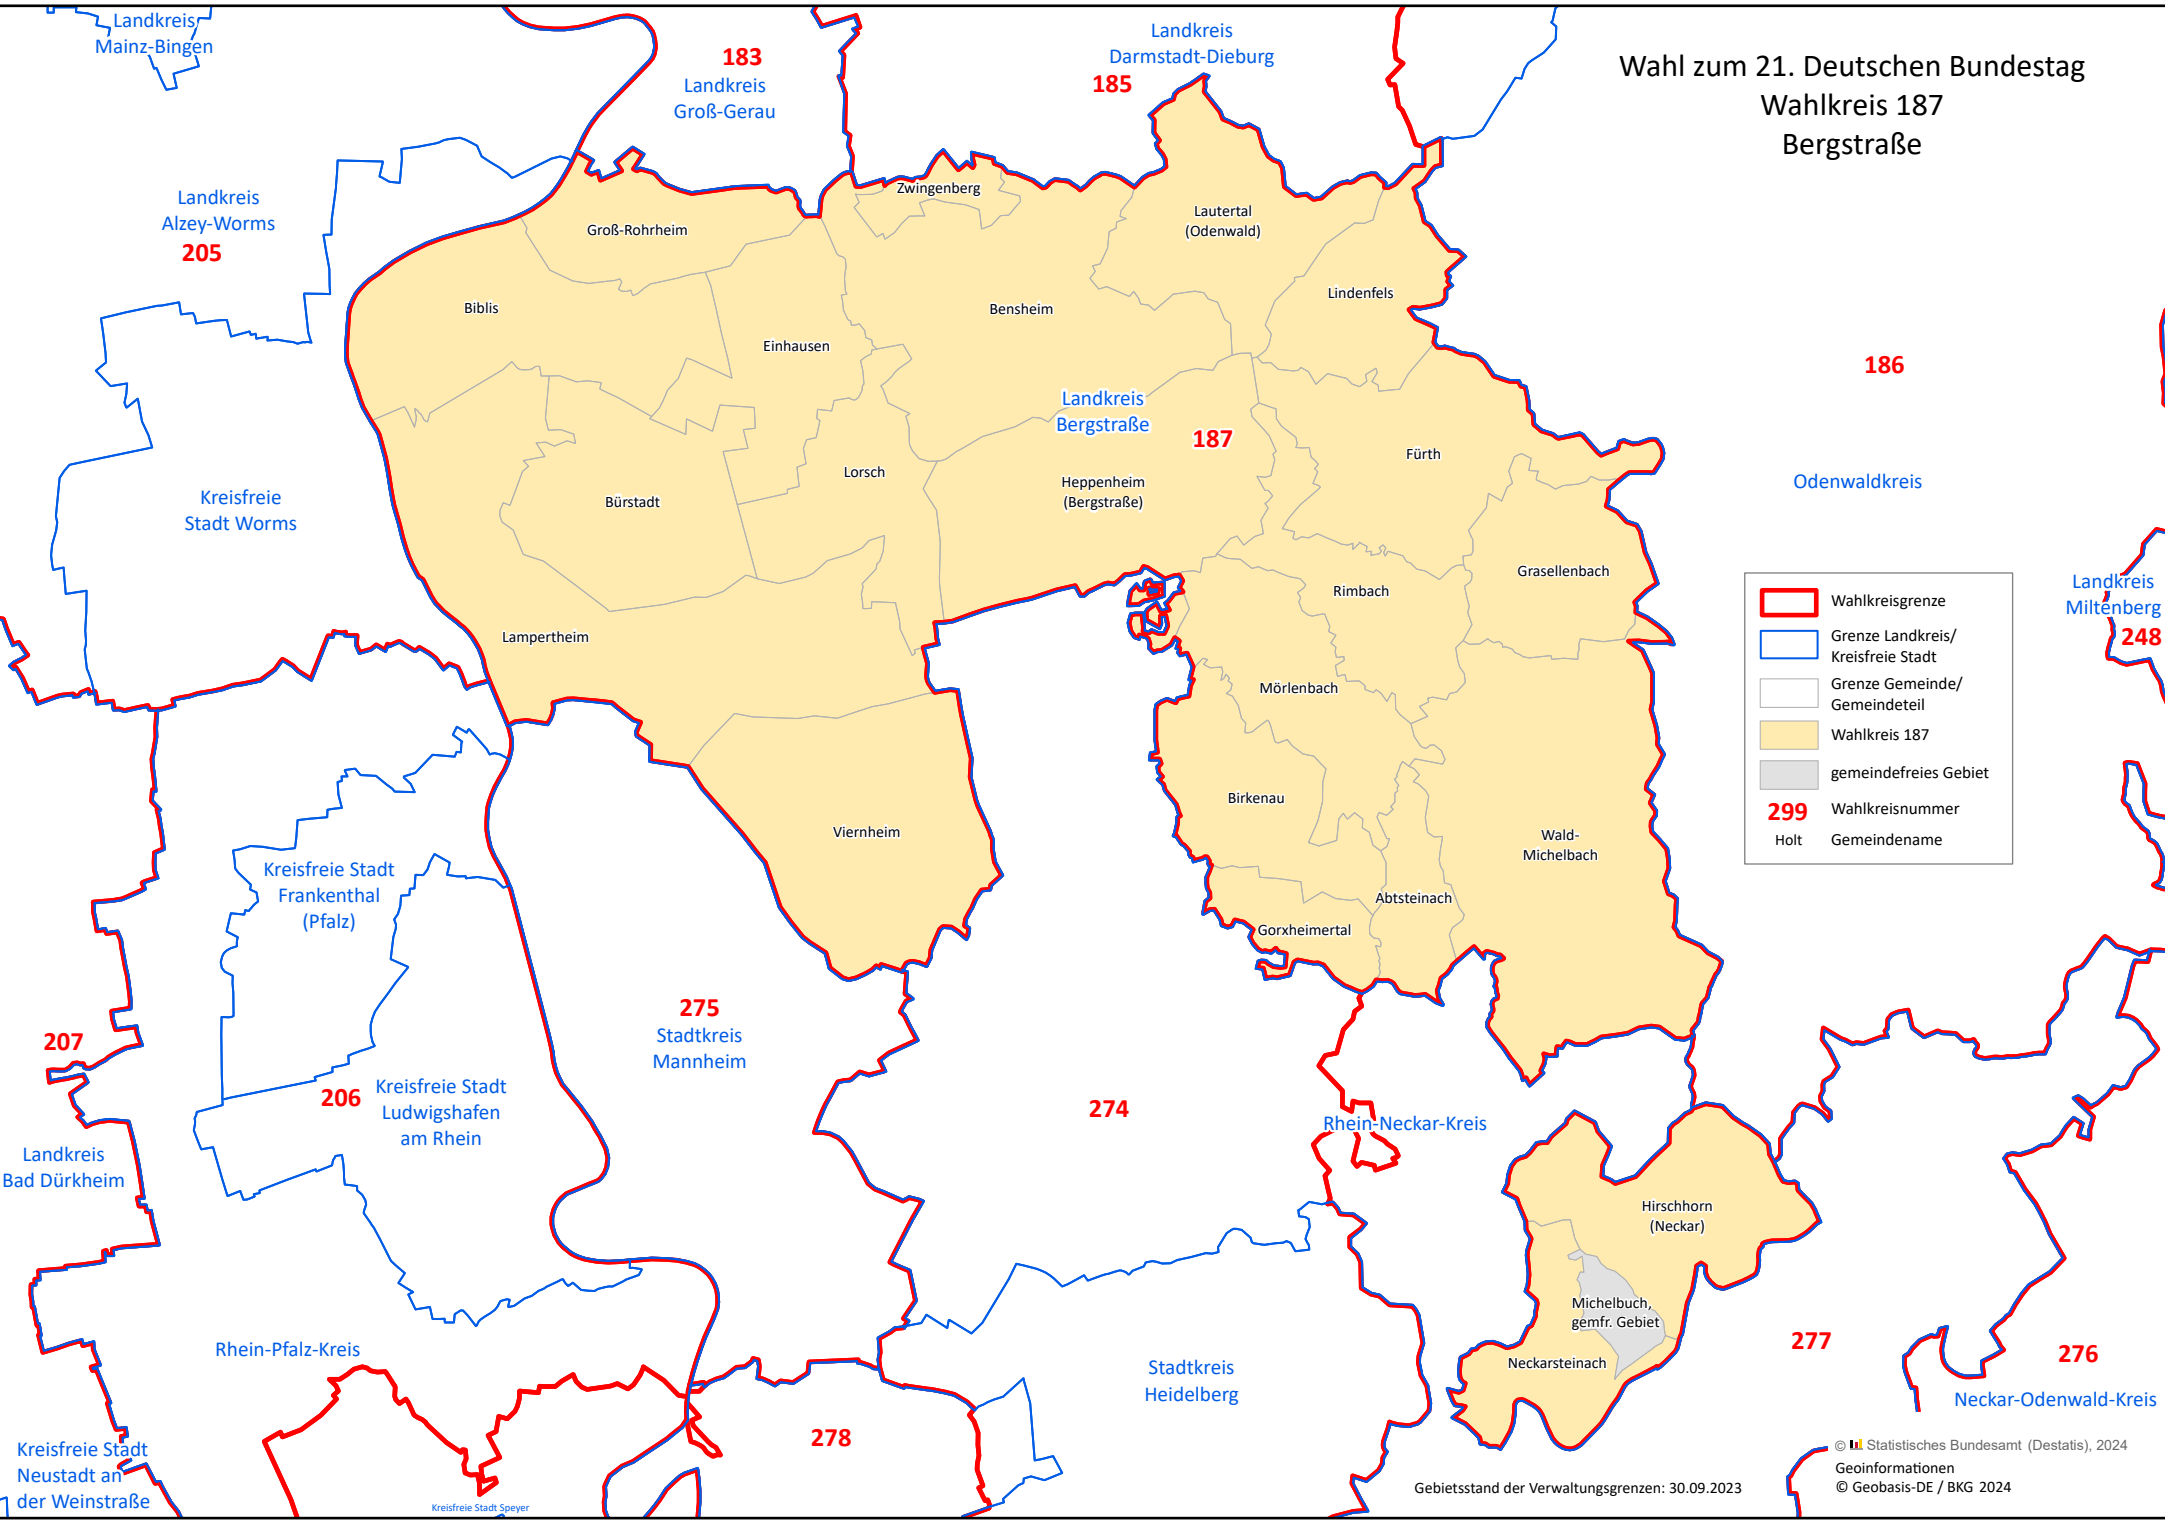 Wahl zum 21. Deutschen Bundestag
Wahlkreis 187
Bergstraße
Landkreis
Mainz-Bingen
183
Landkreis
Groß-Gerau
Landkreis
Darmstadt-Dieburg
185
Landkreis
Alzey-Worms
205
Zwingenberg
Groß-Rohrheim
Lautertal
(Odenwald)
Biblis
Bensheim
Lindenfels
Einhausen
186
Landkreis
Bergstraße
187
Fürth
Lorsch
Bürstadt
Heppenheim
(Bergstraße)
Odenwaldkreis
Kreisfreie
Stadt Worms
Grasellenbach
Rimbach
Landkreis
Miltenberg
248
Lampertheim
Mörlenbach
Birkenau
Viernheim
Wald-
Michelbach
Abtsteinach
Gorxheimertal
Wahlkreisgrenze
Grenze Landkreis/
Kreisfreie Stadt
Grenze Gemeinde/
Gemeindeteil
Wahlkreis 187
gemeindefreies Gebiet
299 Wahlkreisnummer
Holt Gemeindename
Kreisfreie Stadt
Frankenthal
(Pfalz)
275
Stadtkreis
Mannheim
207
206
Kreisfreie Stadt
Ludwigshafen
am Rhein
274
Rhein-Neckar-Kreis
Landkreis
Bad Dürkheim
Hirschhorn
(Neckar)
Michelbuch,
gemfr. Gebiet
Neckarsteinach
277
276
Neckar-Odenwald-Kreis
Rhein-Pfalz-Kreis
Stadtkreis
Heidelberg
278
Kreisfreie Stadt
Neustadt an
der Weinstraße
Kreisfreie Stadt Speyer
Gebietsstand der Verwaltungsgrenzen: 30.09.2023
© Statistisches Bundesamt (Destatis), 2024
Geoinformationen
© Geobasis-DE / BKG 2024